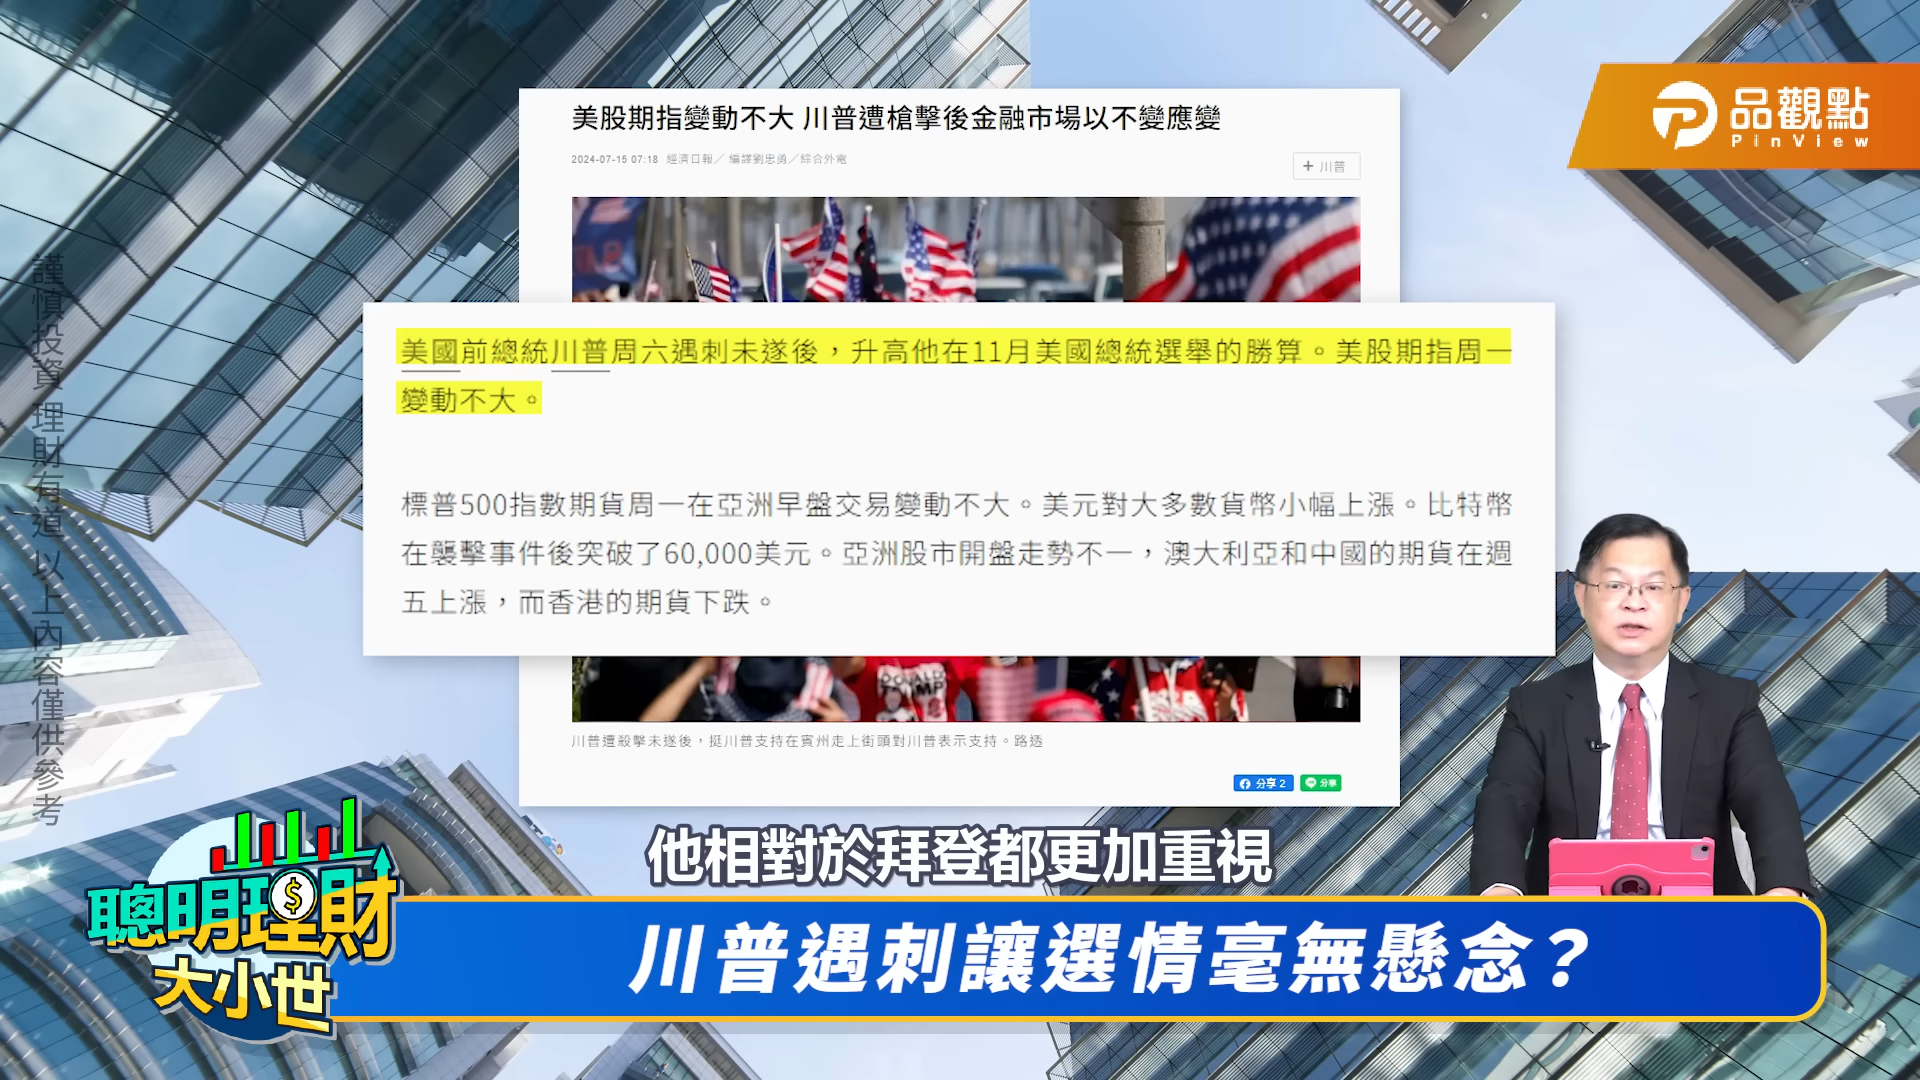 美股期指變動不大 川普遭槍擊後金融市場以不變應變
2024-07-15 07:18 經濟日報／ 編譯劉忠勇／綜合外電
+ 川普
品觀點
PinView
美國前總統川普周六遇刺未遂後，升高他在11月美國總統選舉的勝算。美股期指周一
變動不大。
標普500指數期貨周一在亞洲早盤交易變動不大。美元對大多數貨幣小幅上漲。比特幣
在襲擊事件後突破了60,000美元。亞洲股市開盤走勢不一，澳大利亞和中國的期貨在週
五上漲，而香港的期貨下跌。
DONALD
TRUMP
川普遭殺擊未遂後，挺川普支持在賓州走上街頭對川普表示支持。路透
分享 2
分享
謹慎投資 理財有道 以上內容僅供參考
他相對於拜登都更加重視
聰明理財
$
大小世
川普遇刺讓選情毫無懸念？